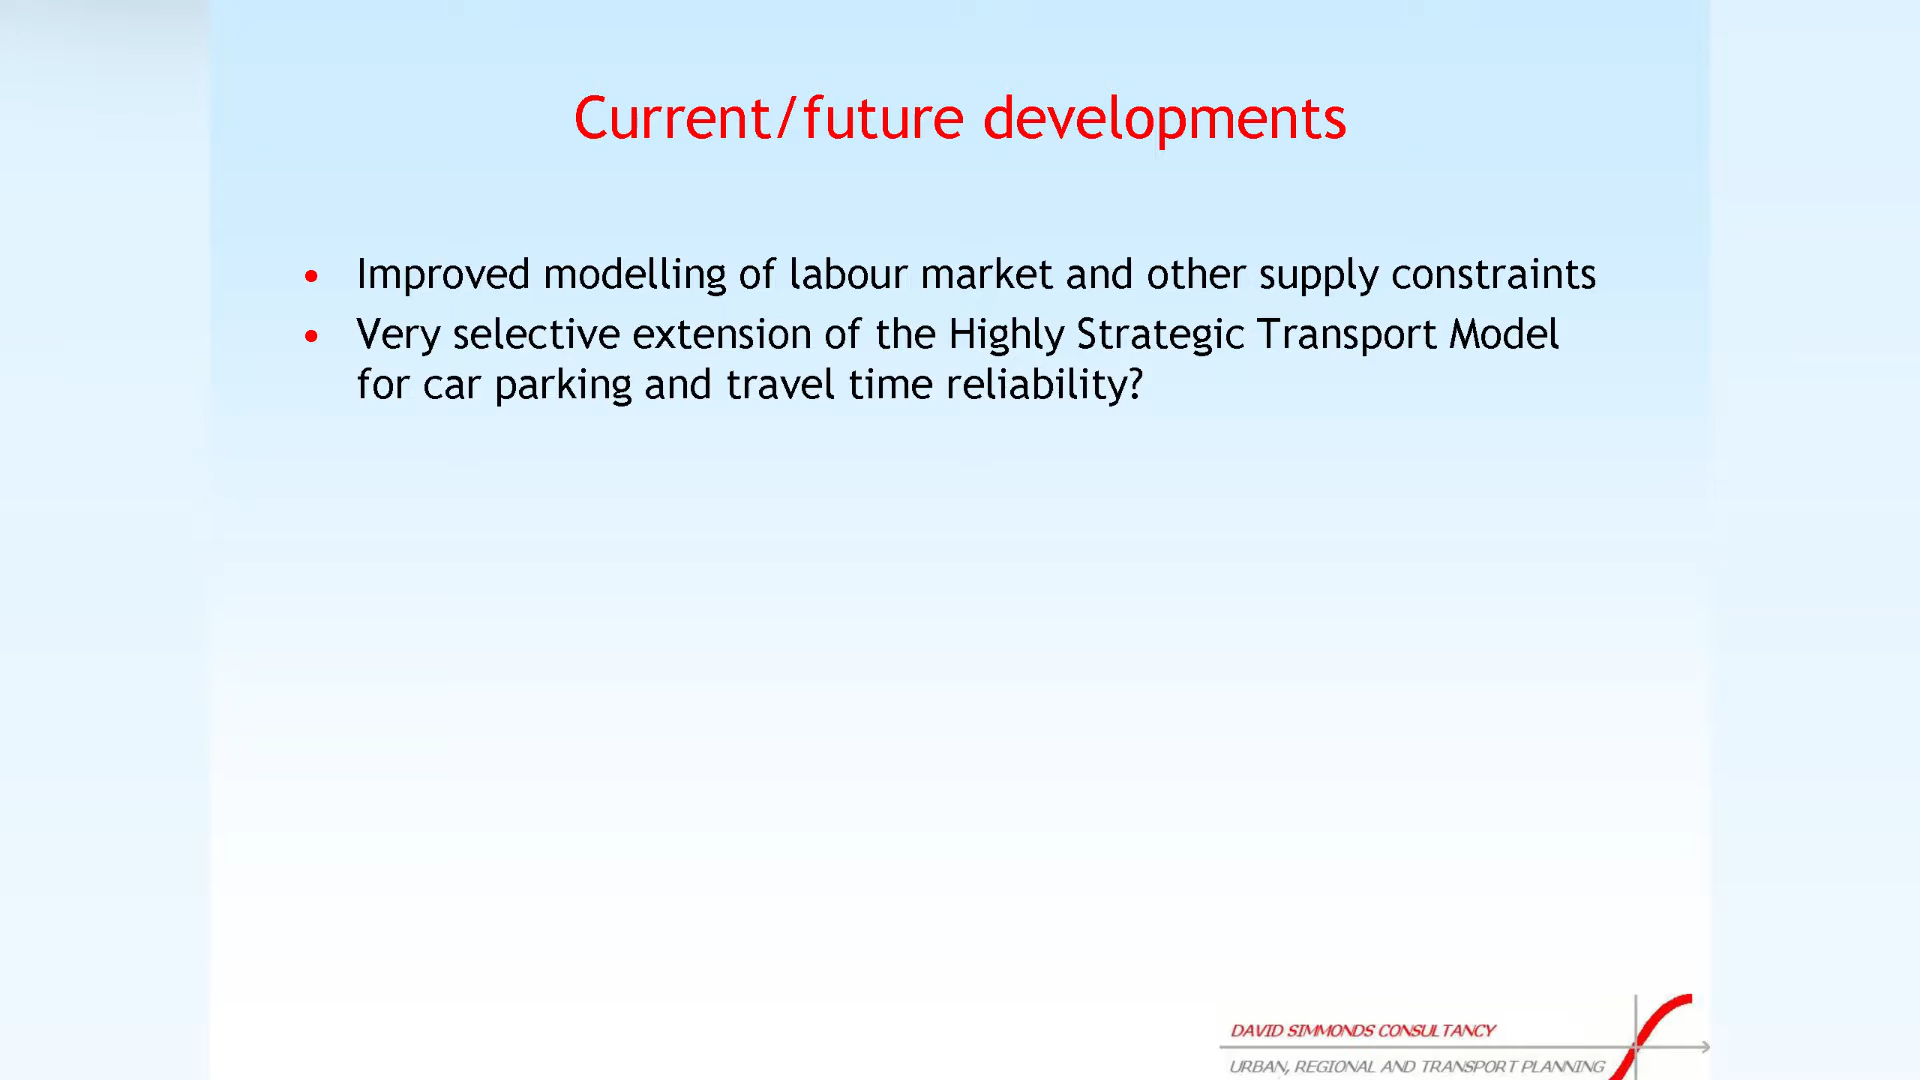 Current/future developments
• Improved modelling of labour market and other supply constraints
• Very selective extension of the Highly Strategic Transport Model
for car parking and travel time reliability?
DAVID SIMMONDS CONSULTANCY
URBAN, REGIONAL AND TRANSPORT PLANNING